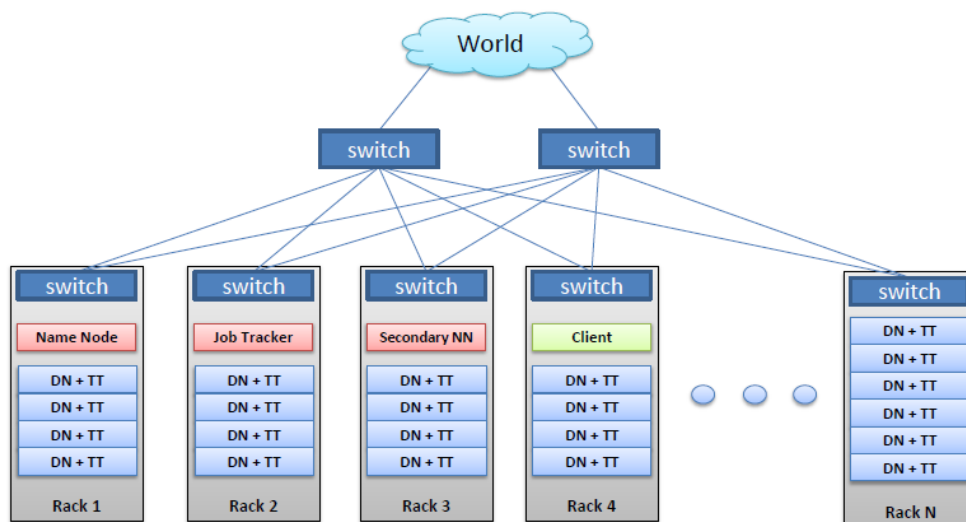 World
switch
switch
switch
Name Node
DN + TT
DN + TT
DN + TT
DN + TT
Rack 1
switch
Job Tracker
DN + TT
DN + TT
DN + TT
DN + TT
Rack 2
switch
Secondary NN
DN + TT
DN + TT
DN + TT
DN + TT
Rack 3
switch
Client
DN + TT
DN + TT
DN + TT
DN + TT
Rack 4
switch
DN + TT
DN + TT
DN + TT
DN + TT
DN + TT
DN + TT
Rack N